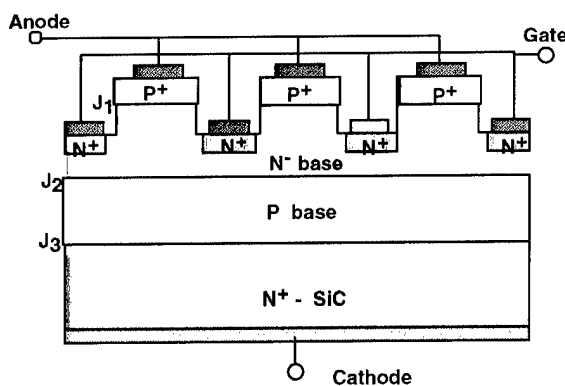 Anode
Gate
P+ P+ P+
J1
N+ N+ N+ N+
N- base
J2
P base
J3
N+ - SiC
Cathode